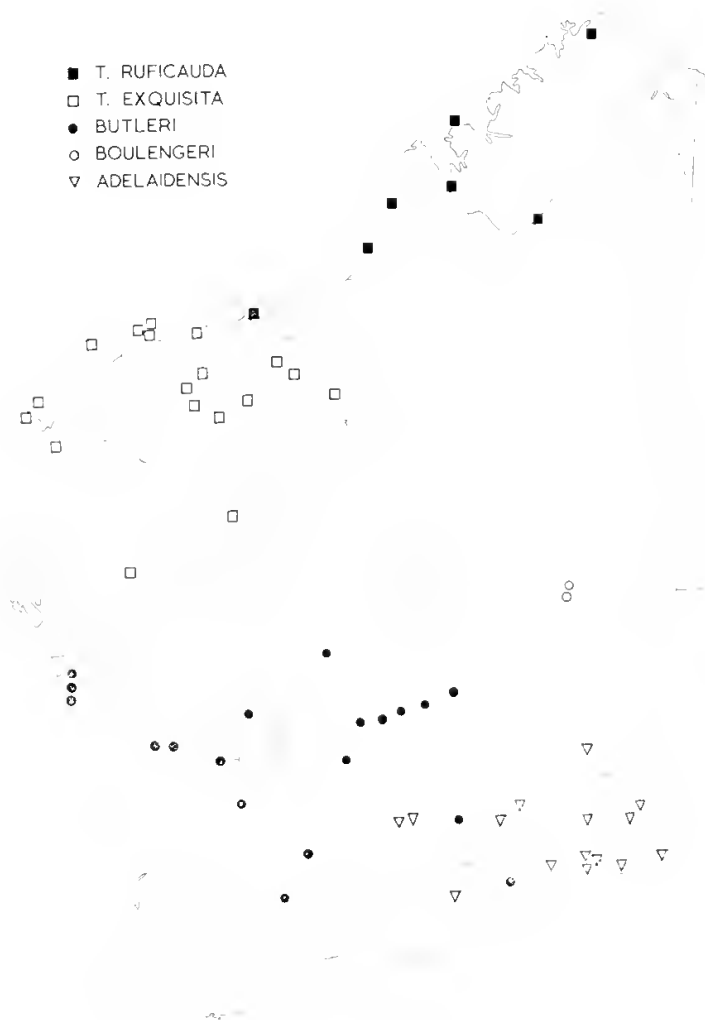 ■ T. RUFICAUDA
□ T. EXQUISITA
● BUTLERI
○ BOULENGERI
▽ ADELAIDENSIS